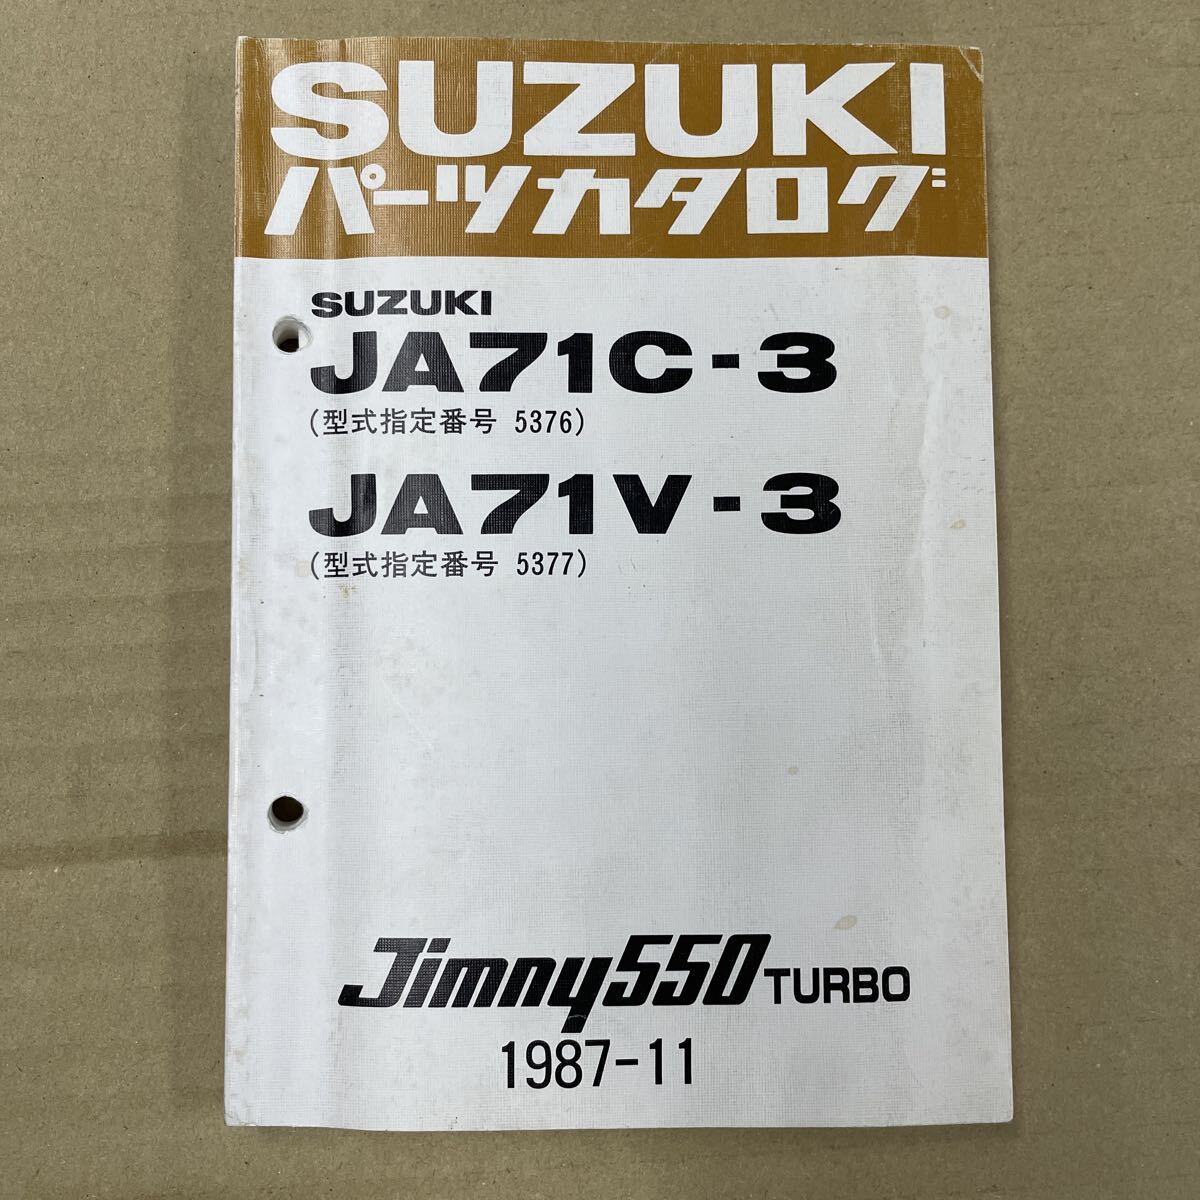 SUZUKI
パーツカタログ
SUZUKI
JA71C-3
(型式指定番号 5376)
JA71V-3
(型式指定番号 5377)
Jimny550 TURBO
1987-11